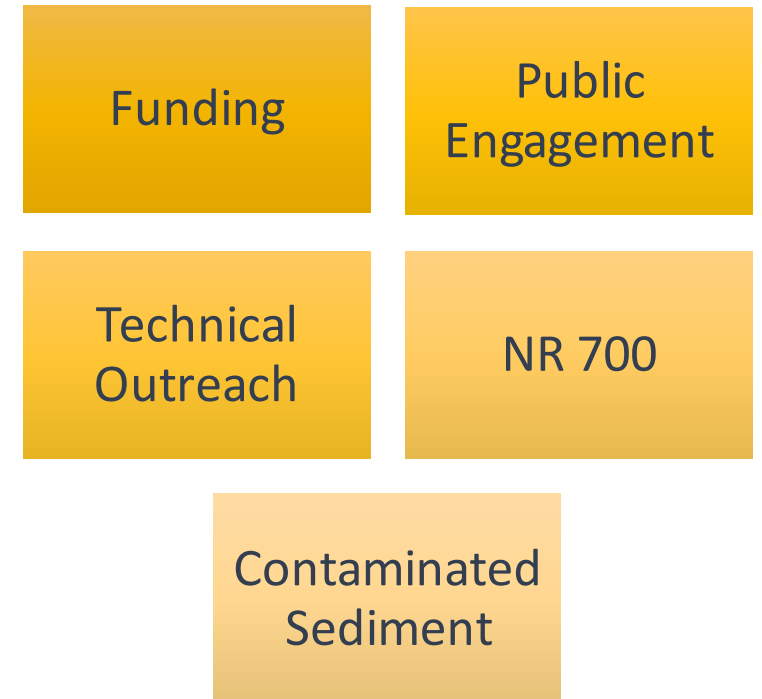 Funding
Public
Engagement
Technical
Outreach
NR 700
Contaminated
Sediment